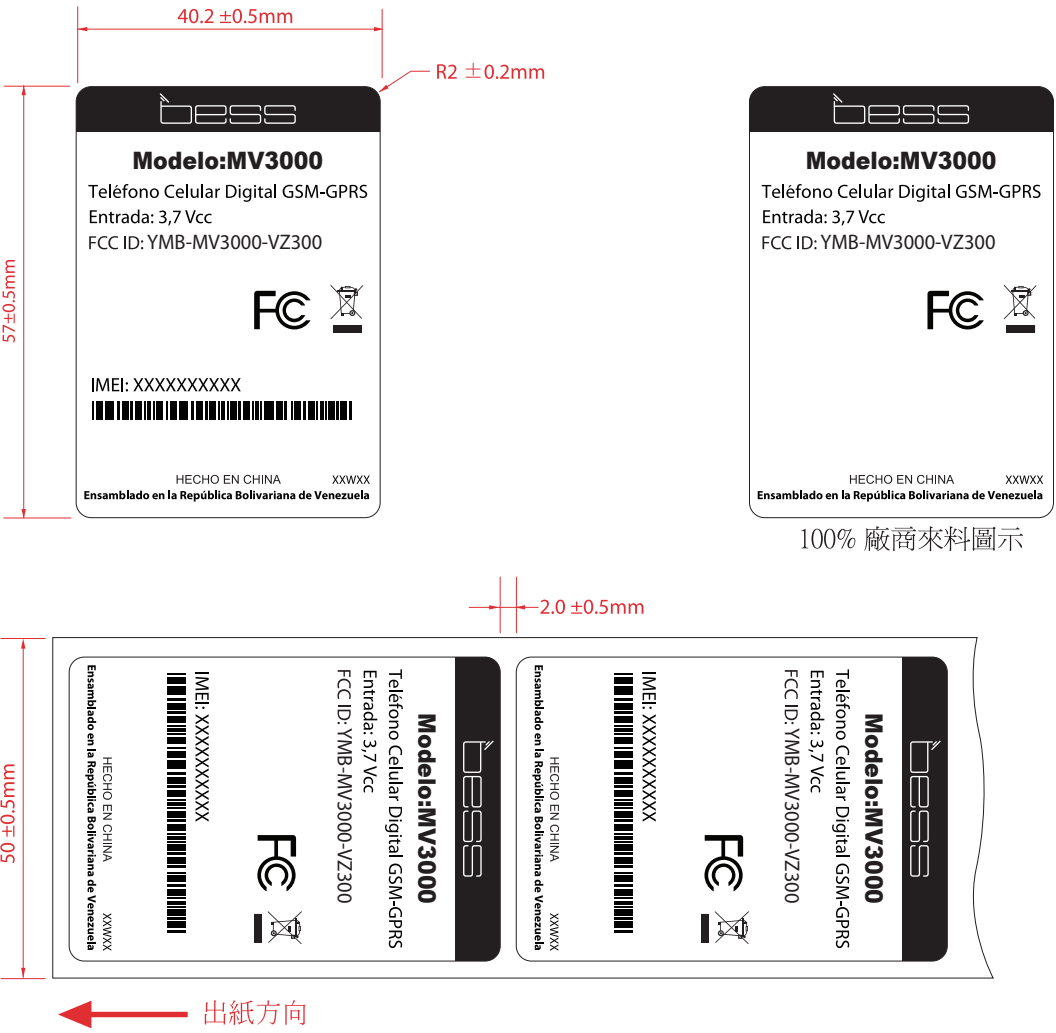 40.2 ±0.5mm
R2 ±0.2mm
57±0.5mm
bess
Modelo:MV3000
Teléfono Celular Digital GSM-GPRS
Entrada: 3,7 Vcc
FCC ID: YMB-MV3000-VZ300
FC
IMEI: XXXXXXXXXX
HECHO EN CHINA XXWXX
Ensamblado en la República Bolivariana de Venezuela
bess
Modelo:MV3000
Teléfono Celular Digital GSM-GPRS
Entrada: 3,7 Vcc
FCC ID: YMB-MV3000-VZ300
FC
HECHO EN CHINA XXWXX
Ensamblado en la República Bolivariana de Venezuela
100% 廠商來料圖示
2.0 ±0.5mm
50 ±0.5mm
bess
Modelo:MV3000
Teléfono Celular Digital GSM-GPRS
Entrada: 3,7 Vcc
FCC ID: YMB-MV3000-VZ300
FC
IMEI: XXXXXXXXXX
HECHO EN CHINA XXWXX
Ensamblado en la República Bolivariana de Venezuela
bess
Modelo:MV3000
Teléfono Celular Digital GSM-GPRS
Entrada: 3,7 Vcc
FCC ID: YMB-MV3000-VZ300
FC
IMEI: XXXXXXXXXX
HECHO EN CHINA XXWXX
Ensamblado en la República Bolivariana de Venezuela
出紙方向